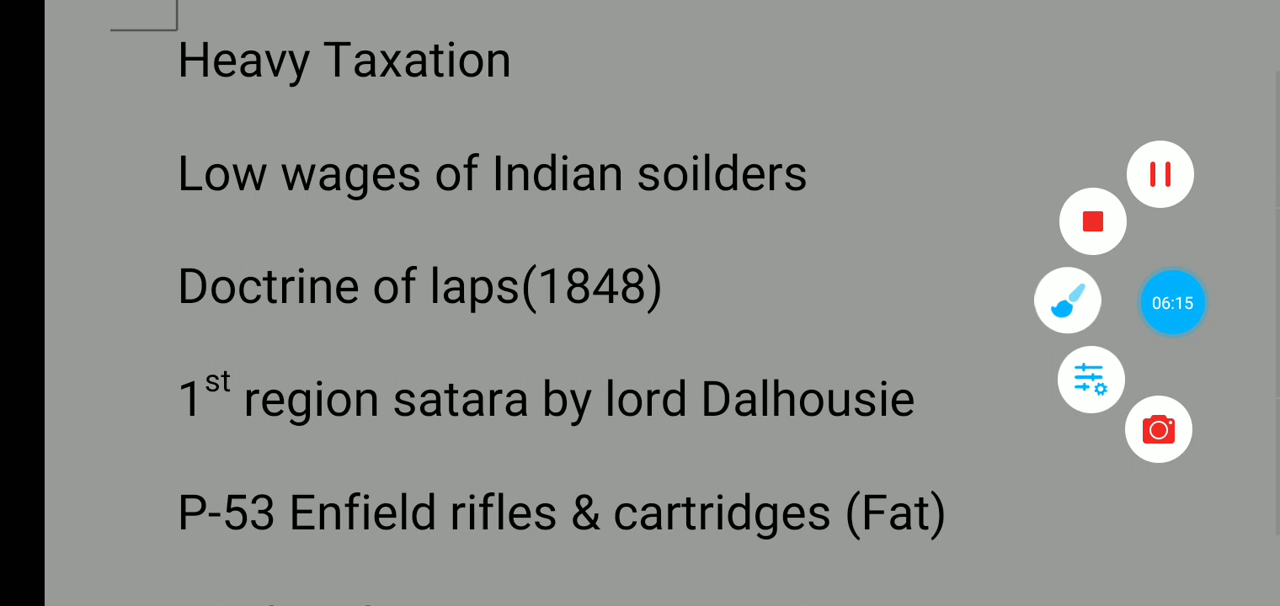 Heavy Taxation
Low wages of Indian soilders
Doctrine of laps(1848)
1st region satara by lord Dalhousie
P-53 Enfield rifles & cartridges (Fat)
06:15